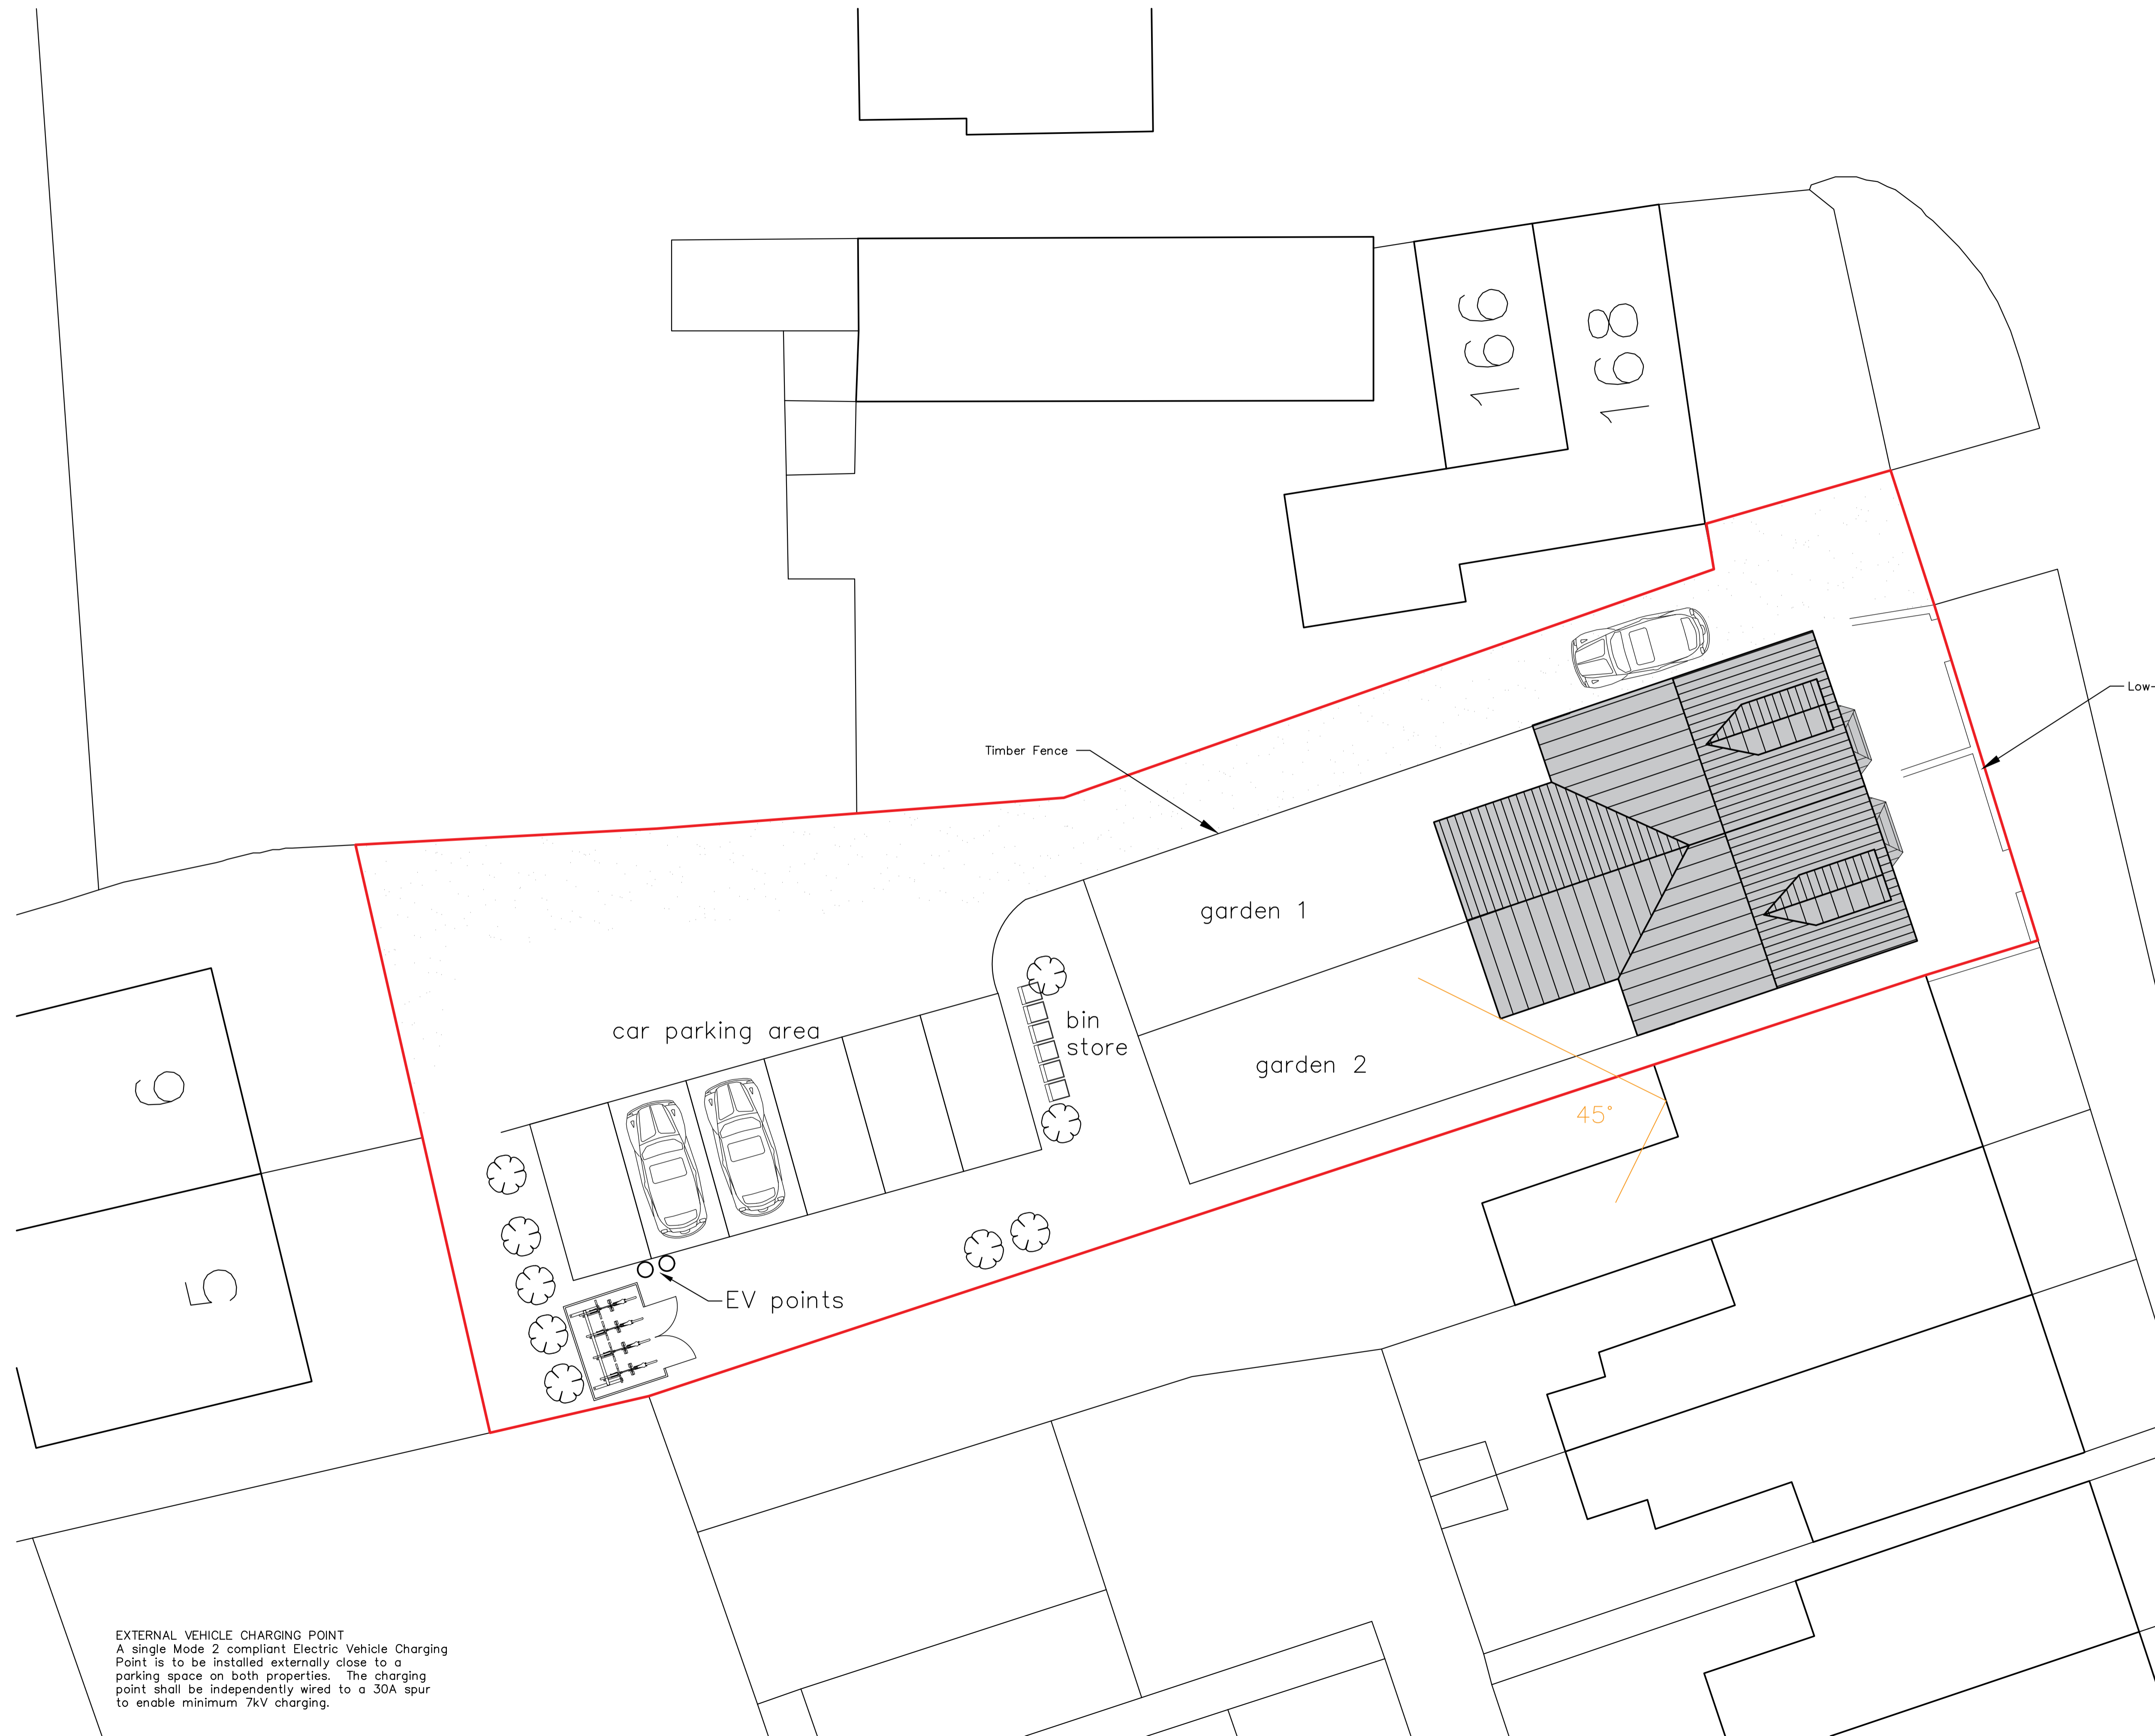 166
168
Low-
Timber Fence
garden 1
car parking area
bin
store
garden 2
6
45°
5
EV points
EXTERNAL VEHICLE CHARGING POINT
A single Mode 2 compliant Electric Vehicle Charging
Point is to be installed externally close to a
parking space on both properties. The charging
point shall be independently wired to a 30A spur
to enable minimum 7kV charging.